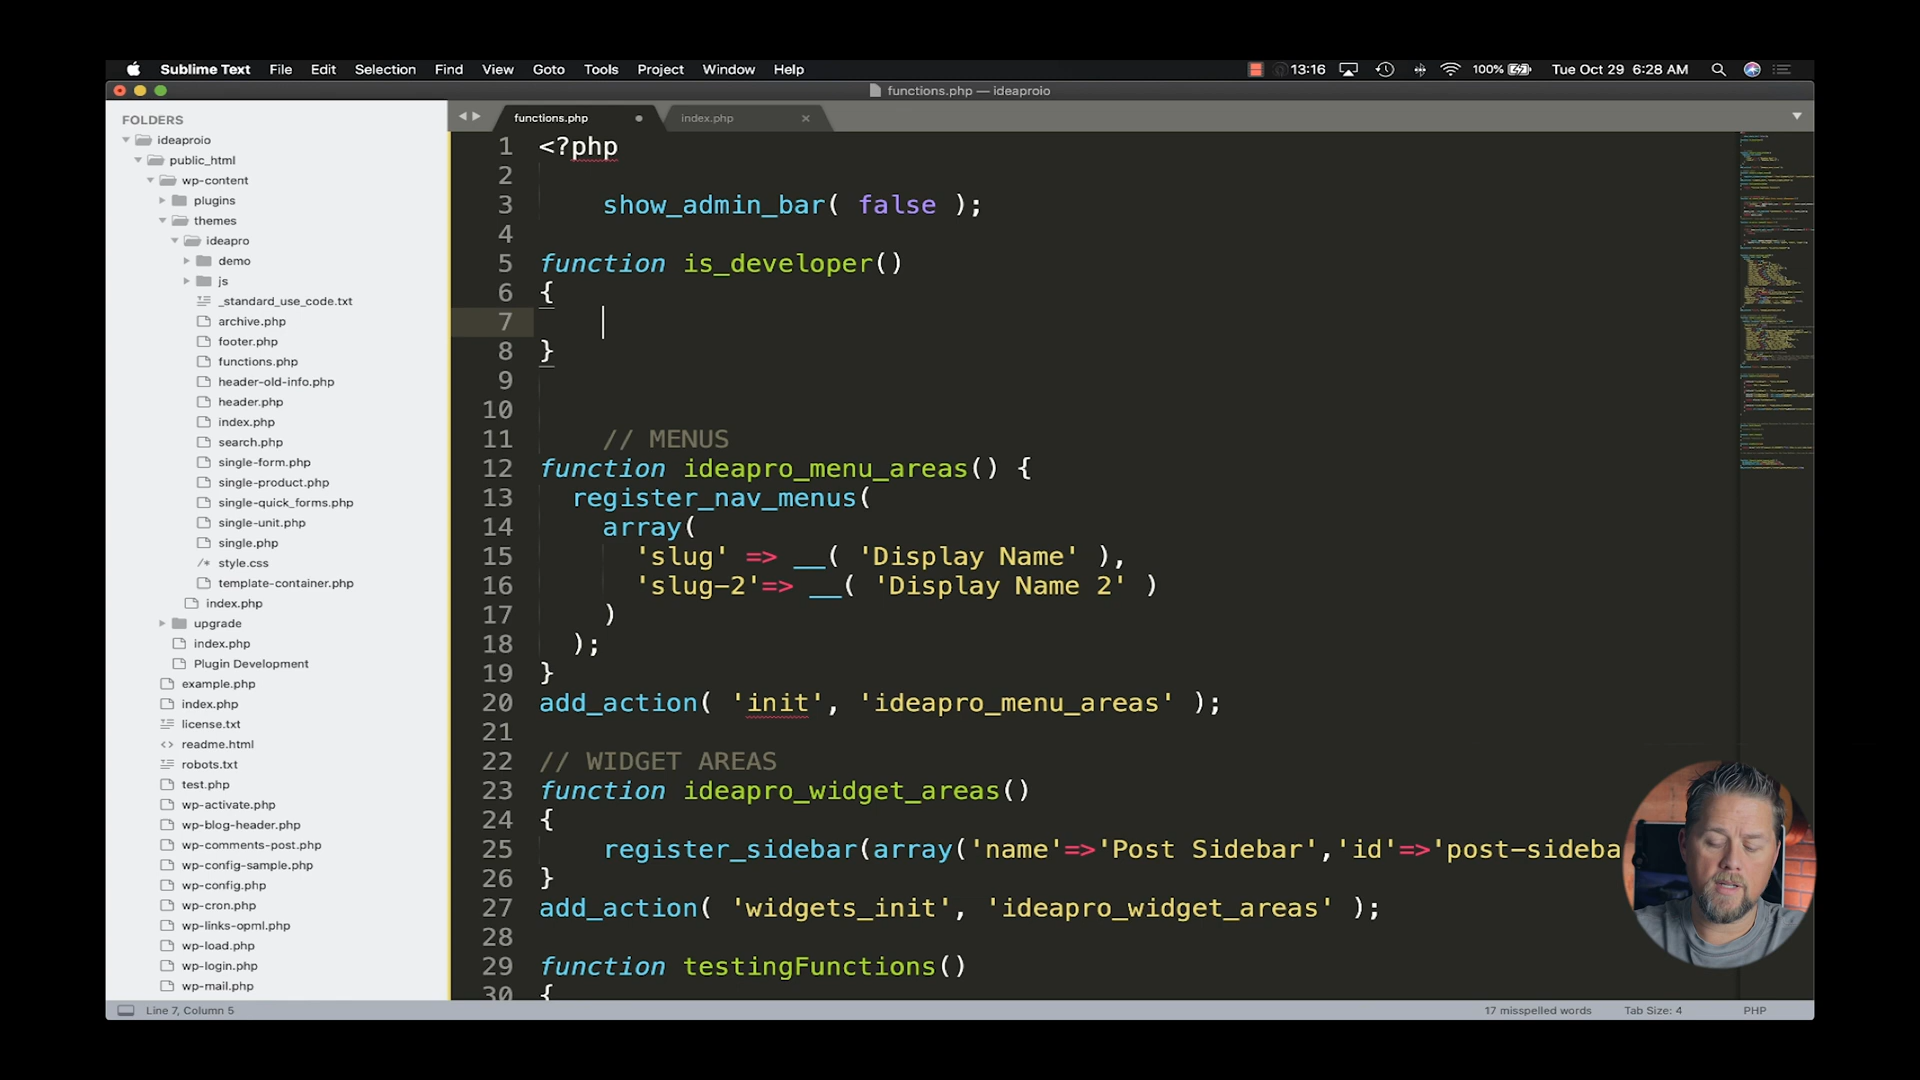 Sublime Text File Edit Selection Find View Goto Tools Project Window Help 13:16 100% Tue Oct 29 6:28 AM
functions.php — ideaproio
FOLDERS
ideaproio
public_html
wp-content
plugins
themes
ideapro
demo
js
_standard_use_code.txt
archive.php
footer.php
functions.php
header-old-info.php
header.php
index.php
search.php
single-form.php
single-product.php
single-quick_forms.php
single-unit.php
single.php
style.css
template-container.php
index.php
upgrade
index.php
Plugin Development
example.php
index.php
license.txt
readme.html
robots.txt
test.php
wp-activate.php
wp-blog-header.php
wp-comments-post.php
wp-config-sample.php
wp-config.php
wp-cron.php
wp-links-opml.php
wp-load.php
wp-login.php
wp-mail.php
functions.php index.php
1 <?php
2
3 show_admin_bar( false );
4
5 function is_developer()
6 {
7
8 }
9
10
11 // MENUS
12 function ideapro_menu_areas() {
13 register_nav_menus(
14 array(
15 'slug' => __( 'Display Name' ),
16 'slug-2'=> __( 'Display Name 2' )
17 )
18 );
19 }
20 add_action( 'init', 'ideapro_menu_areas' );
21
22 // WIDGET AREAS
23 function ideapro_widget_areas()
24 {
25 register_sidebar(array('name'=>'Post Sidebar','id'=>'post-sideba
26 }
27 add_action( 'widgets_init', 'ideapro_widget_areas' );
28
29 function testingFunctions()
30 {
Line 7, Column 5 17 misspelled words Tab Size: 4 PHP